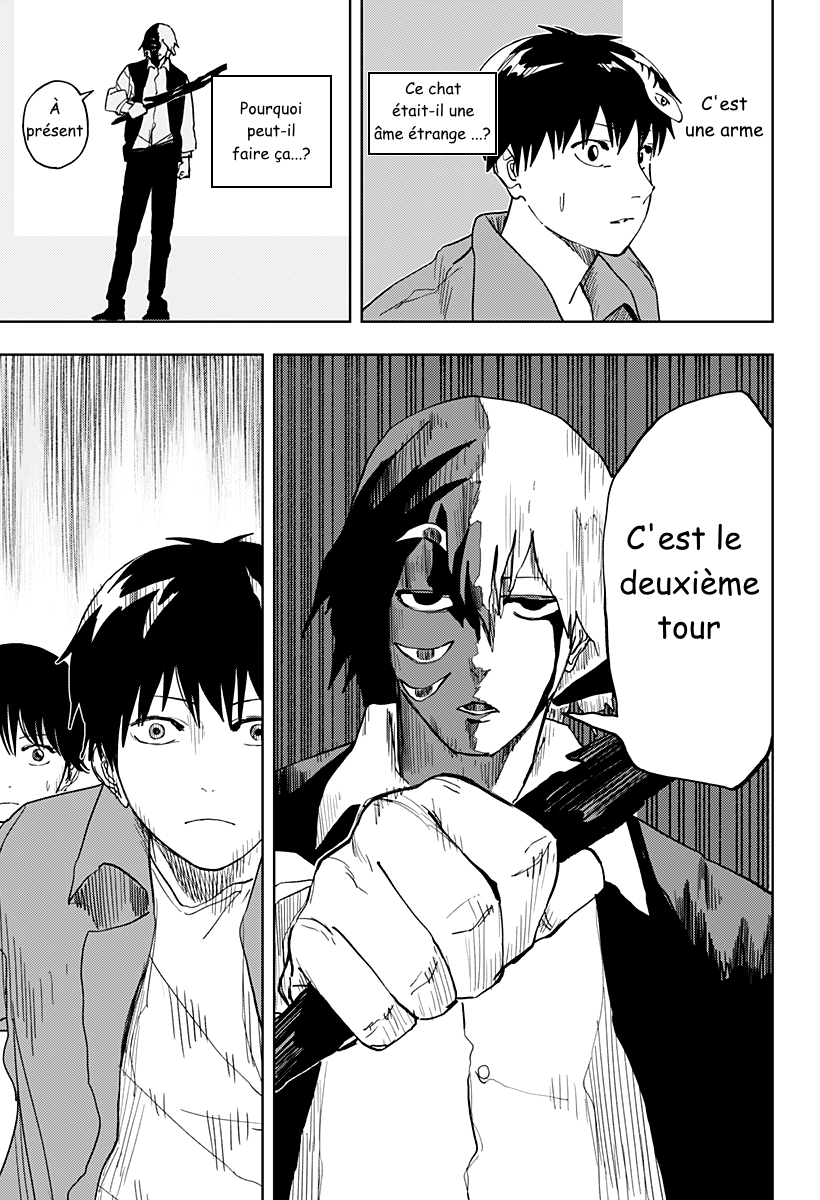 C'est
une arme
Ce chat
était-il une
âme étrange ...?
Pourquoi
peut-il
faire ça...?
À
présent
C'est le
deuxième
tour